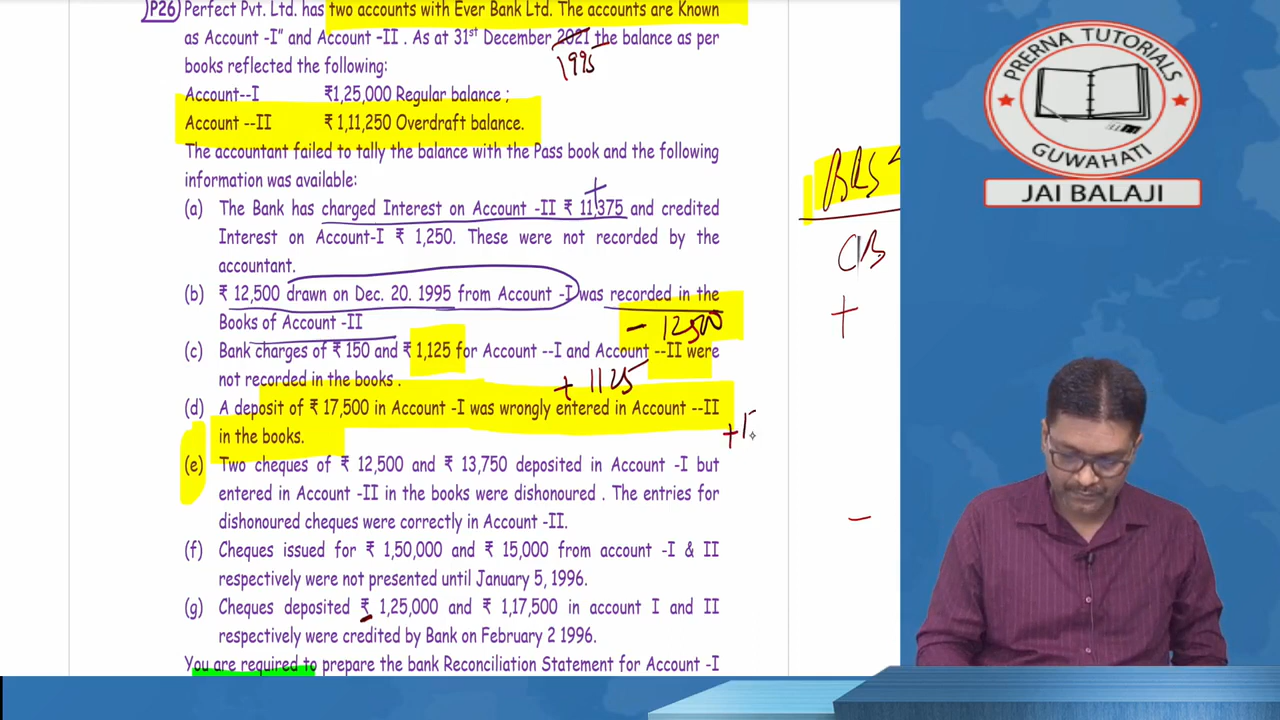 P26) Perfect Pvt. Ltd. has two accounts with Ever Bank Ltd. The accounts are Known
as Account -I" and Account -II . As at 31st December 2021 the balance as per
1995
books reflected the following:
Account--I ₹1,25,000 Regular balance ;
Account --II ₹ 1,11,250 Overdraft balance.
The accountant failed to tally the balance with the Pass book and the following
information was available:
+
(a) The Bank has charged Interest on Account -II ₹ 11,375 and credited
Interest on Account-I ₹ 1,250. These were not recorded by the
accountant.
(b) ₹ 12,500 drawn on Dec. 20. 1995 from Account -I was recorded in the
Books of Account -II
- 12500
(c) Bank charges of ₹ 150 and ₹ 1,125 for Account --I and Account --II were
not recorded in the books .
+ 1125
(d) A deposit of ₹ 17,500 in Account -I was wrongly entered in Account --II
in the books.
+1
(e) Two cheques of ₹ 12,500 and ₹ 13,750 deposited in Account -I but
entered in Account -II in the books were dishonoured . The entries for
dishonoured cheques were correctly in Account -II.
(f) Cheques issued for ₹ 1,50,000 and ₹ 15,000 from account -I & II
respectively were not presented until January 5, 1996.
(g) Cheques deposited ₹ 1,25,000 and ₹ 1,17,500 in account I and II
respectively were credited by Bank on February 2 1996.
You are required to prepare the bank Reconciliation Statement for Account -I
BRS
CB
+
-
PRERNA TUTORIALS
GUWAHATI
JAI BALAJI